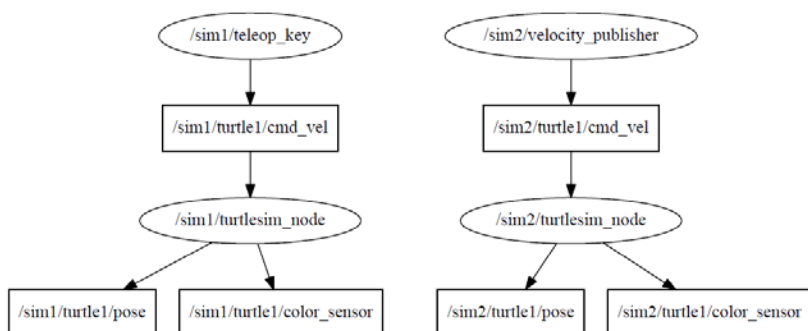 /sim1/teleop_key
/sim2/velocity_publisher
/sim1/turtle1/cmd_vel
/sim2/turtle1/cmd_vel
/sim1/turtlesim_node
/sim2/turtlesim_node
/sim1/turtle1/pose
/sim1/turtle1/color_sensor
/sim2/turtle1/pose
/sim2/turtle1/color_sensor